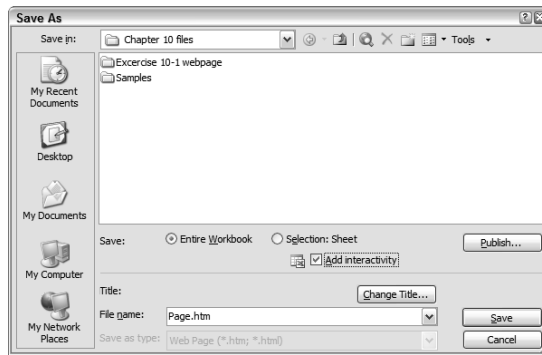 Save As
Save in:
Chapter 10 files
Tools
Excercise 10-1 webpage
Samples
My Recent
Documents
Desktop
My Documents
My Computer
My Network
Places
Save:
Entire Workbook
Selection: Sheet
Publish...
Add interactivity
Title:
Change Title...
File name:
Page.htm
Save
Save as type:
Web Page (*.htm; *.html)
Cancel